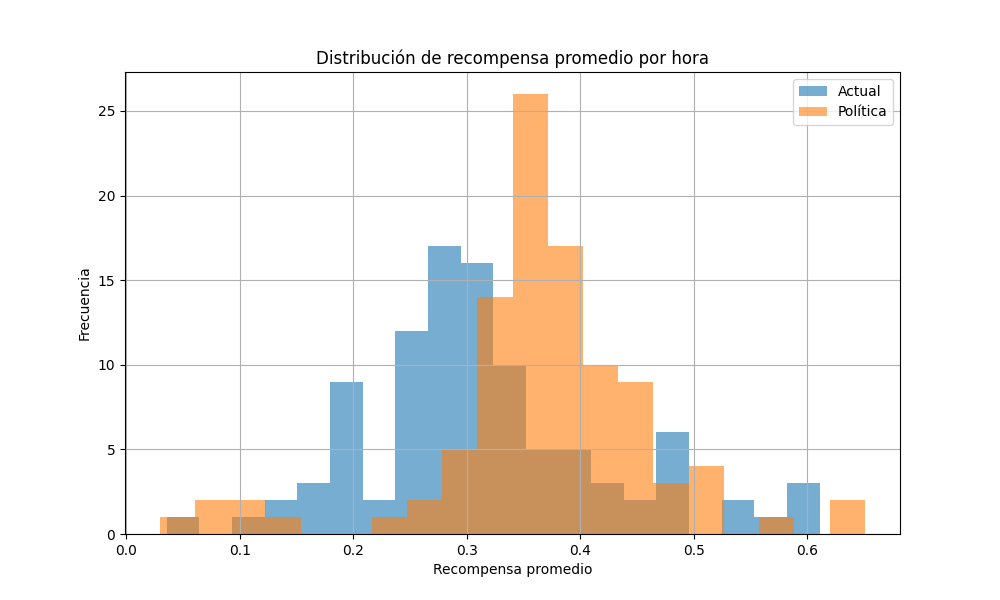 Distribución de recompensa promedio por hora
Actual
Política
Frecuencia
25
20
15
10
5
0
0.0 0.1 0.2 0.3 0.4 0.5 0.6
Recompensa promedio